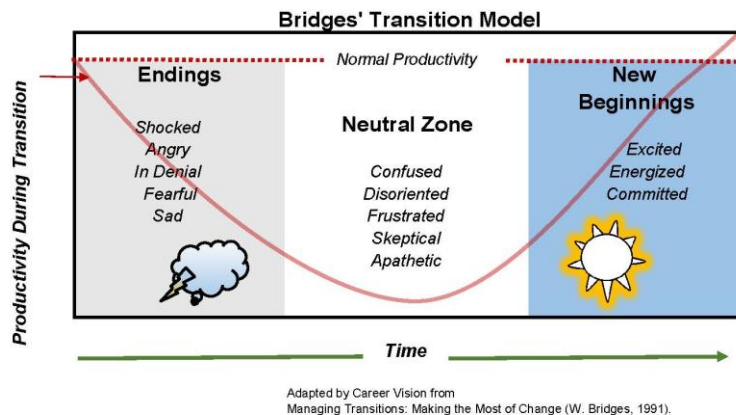 Bridges' Transition Model
Normal Productivity
Productivity During Transition
Endings
Shocked
Angry
In Denial
Fearful
Sad
Neutral Zone
Confused
Disoriented
Frustrated
Skeptical
Apathetic
New
Beginnings
Excited
Energized
Committed
Time
Adapted by Career Vision from
Managing Transitions: Making the Most of Change (W. Bridges, 1991).